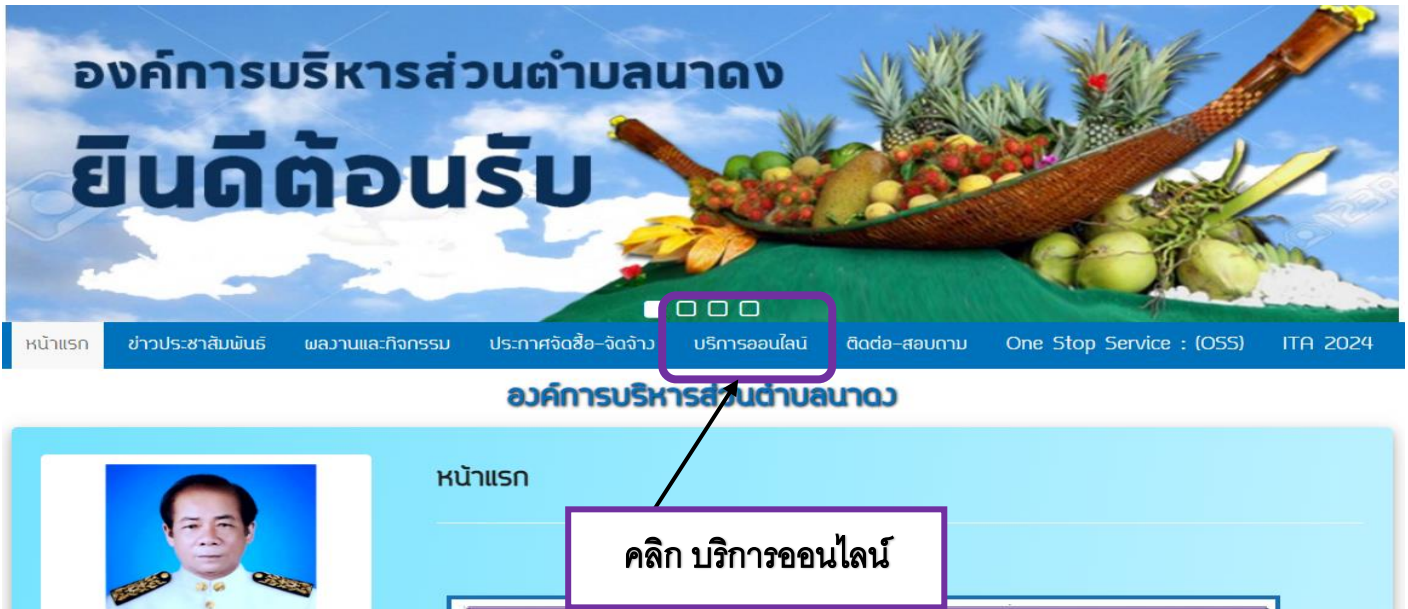 องค์การบริหารส่วนตำบลนาดง
ยินดีต้อนรับ
หน้าแรก ข่าวประชาสัมพันธ์ ผลงานและกิจกรรม ประกาศจัดซื้อ-จัดจ้าง บริการออนไลน์ ติดต่อ-สอบถาม One Stop Service : (OSS) ITA 2024
องค์การบริหารส่วนตำบลนาดง
หน้าแรก
คลิก บริการออนไลน์